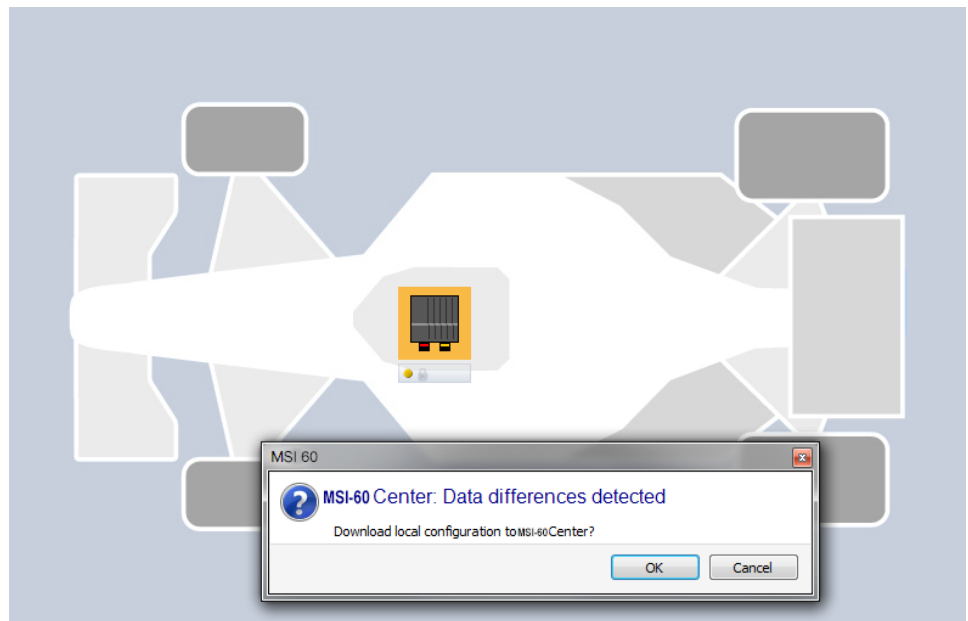 MSI 60
MSI-60 Center: Data differences detected
Download local configuration to MSI-60 Center?
OK
Cancel